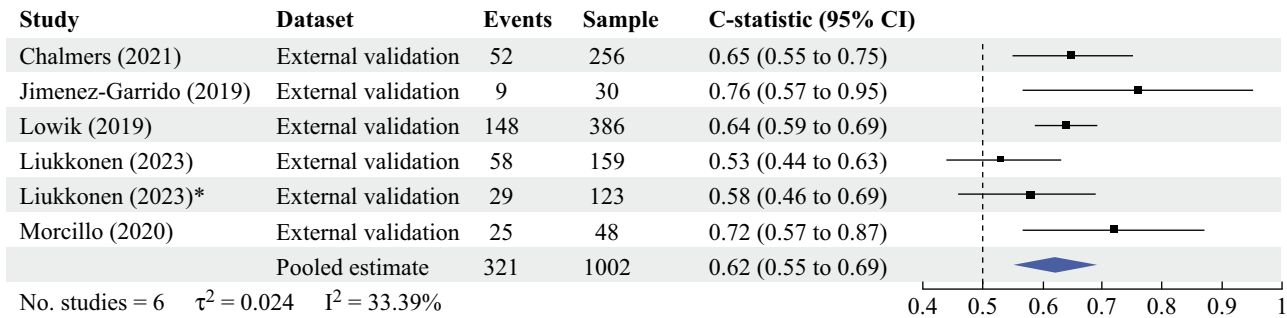 Study Dataset Events Sample C-statistic (95% CI)
Chalmers (2021) External validation 52 256 0.65 (0.55 to 0.75)
Jimenez-Garrido (2019) External validation 9 30 0.76 (0.57 to 0.95)
Lowik (2019) External validation 148 386 0.64 (0.59 to 0.69)
Liukkonen (2023) External validation 58 159 0.53 (0.44 to 0.63)
Liukkonen (2023)* External validation 29 123 0.58 (0.46 to 0.69)
Morcillo (2020) External validation 25 48 0.72 (0.57 to 0.87)
Pooled estimate 321 1002 0.62 (0.55 to 0.69)
No. studies = 6 τ² = 0.024 I² = 33.39%
0.4 0.5 0.6 0.7 0.8 0.9 1